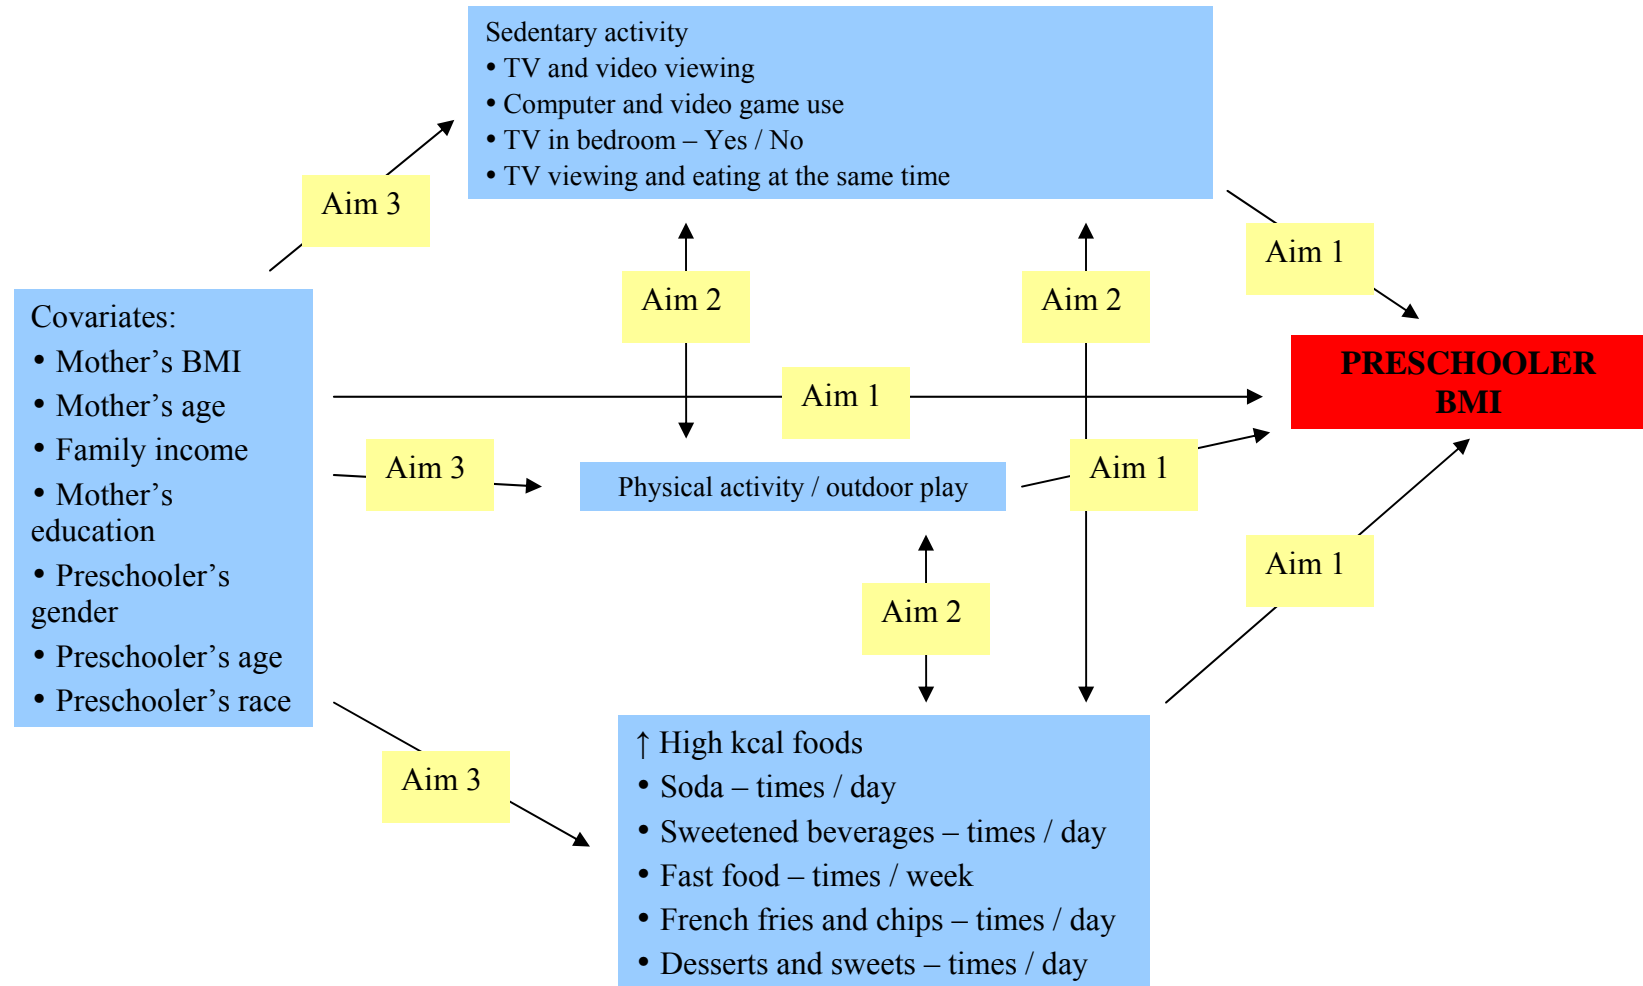 Sedentary activity
• TV and video viewing
• Computer and video game use
• TV in bedroom – Yes / No
• TV viewing and eating at the same time
Aim 3
Aim 1
Aim 2
Aim 2
Covariates:
• Mother’s BMI
• Mother’s age
• Family income
• Mother’s
education
• Preschooler’s
gender
• Preschooler’s age
• Preschooler’s race
PRESCHOOLER
BMI
Aim 1
Aim 3
Aim 1
Physical activity / outdoor play
Aim 1
Aim 2
Aim 3
↑ High kcal foods
• Soda – times / day
• Sweetened beverages – times / day
• Fast food – times / week
• French fries and chips – times / day
• Desserts and sweets – times / day